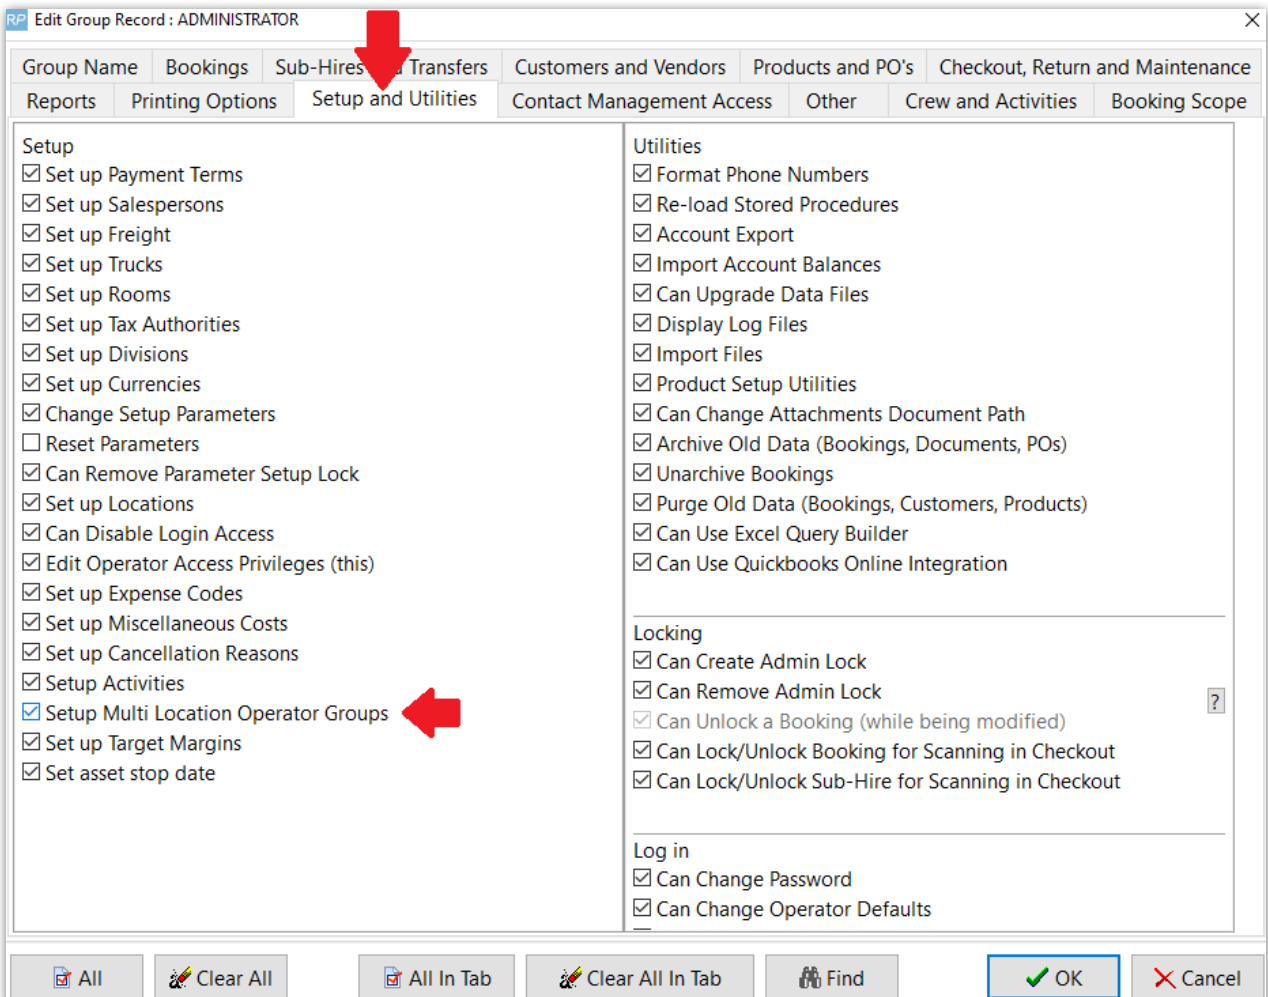 RP Edit Group Record : ADMINISTRATOR
Group Name Bookings Sub-Hires Transfers Customers and Vendors Products and PO's Checkout, Return and Maintenance
Reports Printing Options Setup and Utilities Contact Management Access Other Crew and Activities Booking Scope
Setup
Set up Payment Terms
Set up Salespersons
Set up Freight
Set up Trucks
Set up Rooms
Set up Tax Authorities
Set up Divisions
Set up Currencies
Change Setup Parameters
Reset Parameters
Can Remove Parameter Setup Lock
Set up Locations
Can Disable Login Access
Edit Operator Access Privileges (this)
Set up Expense Codes
Set up Miscellaneous Costs
Set up Cancellation Reasons
Setup Activities
Setup Multi Location Operator Groups
Set up Target Margins
Set asset stop date
Utilities
Format Phone Numbers
Re-load Stored Procedures
Account Export
Import Account Balances
Can Upgrade Data Files
Display Log Files
Import Files
Product Setup Utilities
Can Change Attachments Document Path
Archive Old Data (Bookings, Documents, POs)
Unarchive Bookings
Purge Old Data (Bookings, Customers, Products)
Can Use Excel Query Builder
Can Use Quickbooks Online Integration
Locking
Can Create Admin Lock
Can Remove Admin Lock
?
Can Unlock a Booking (while being modified)
Can Lock/Unlock Booking for Scanning in Checkout
Can Lock/Unlock Sub-Hire for Scanning in Checkout
Log in
Can Change Password
Can Change Operator Defaults
All Clear All All In Tab Clear All In Tab Find OK Cancel